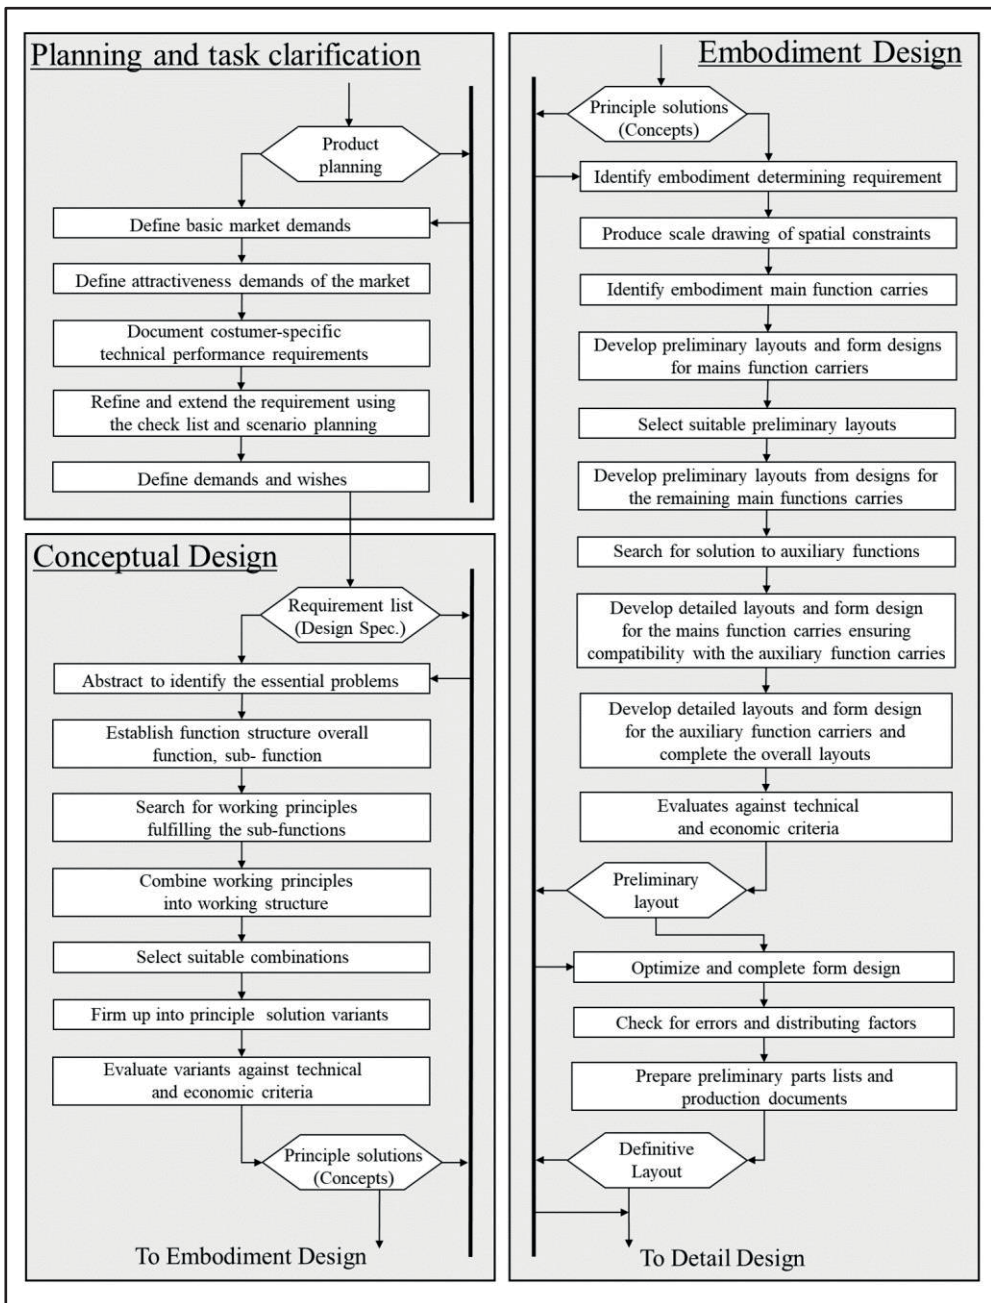 Planning and task clarification
Product
planning
Define basic market demands
Define attractiveness demands of the market
Document costumer-specific
technical performance requirements
Refine and extend the requirement using
the check list and scenario planning
Define demands and wishes
Conceptual Design
Requirement list
(Design Spec.)
Abstract to identify the essential problems
Establish function structure overall
function, sub- function
Search for working principles
fulfilling the sub-functions
Combine working principles
into working structure
Select suitable combinations
Firm up into principle solution variants
Evaluate variants against technical
and economic criteria
Principle solutions
(Concepts)
To Embodiment Design
Embodiment Design
Principle solutions
(Concepts)
Identify embodiment determining requirement
Produce scale drawing of spatial constraints
Identify embodiment main function carries
Develop preliminary layouts and form designs
for mains function carriers
Select suitable preliminary layouts
Develop preliminary layouts from designs for
the remaining main functions carries
Search for solution to auxiliary functions
Develop detailed layouts and form design
for the mains function carries ensuring
compatibility with the auxiliary function carries
Develop detailed layouts and form design
for the auxiliary function carriers and
complete the overall layouts
Evaluates against technical
and economic criteria
Preliminary
layout
Optimize and complete form design
Check for errors and distributing factors
Prepare preliminary parts lists and
production documents
Definitive
Layout
To Detail Design